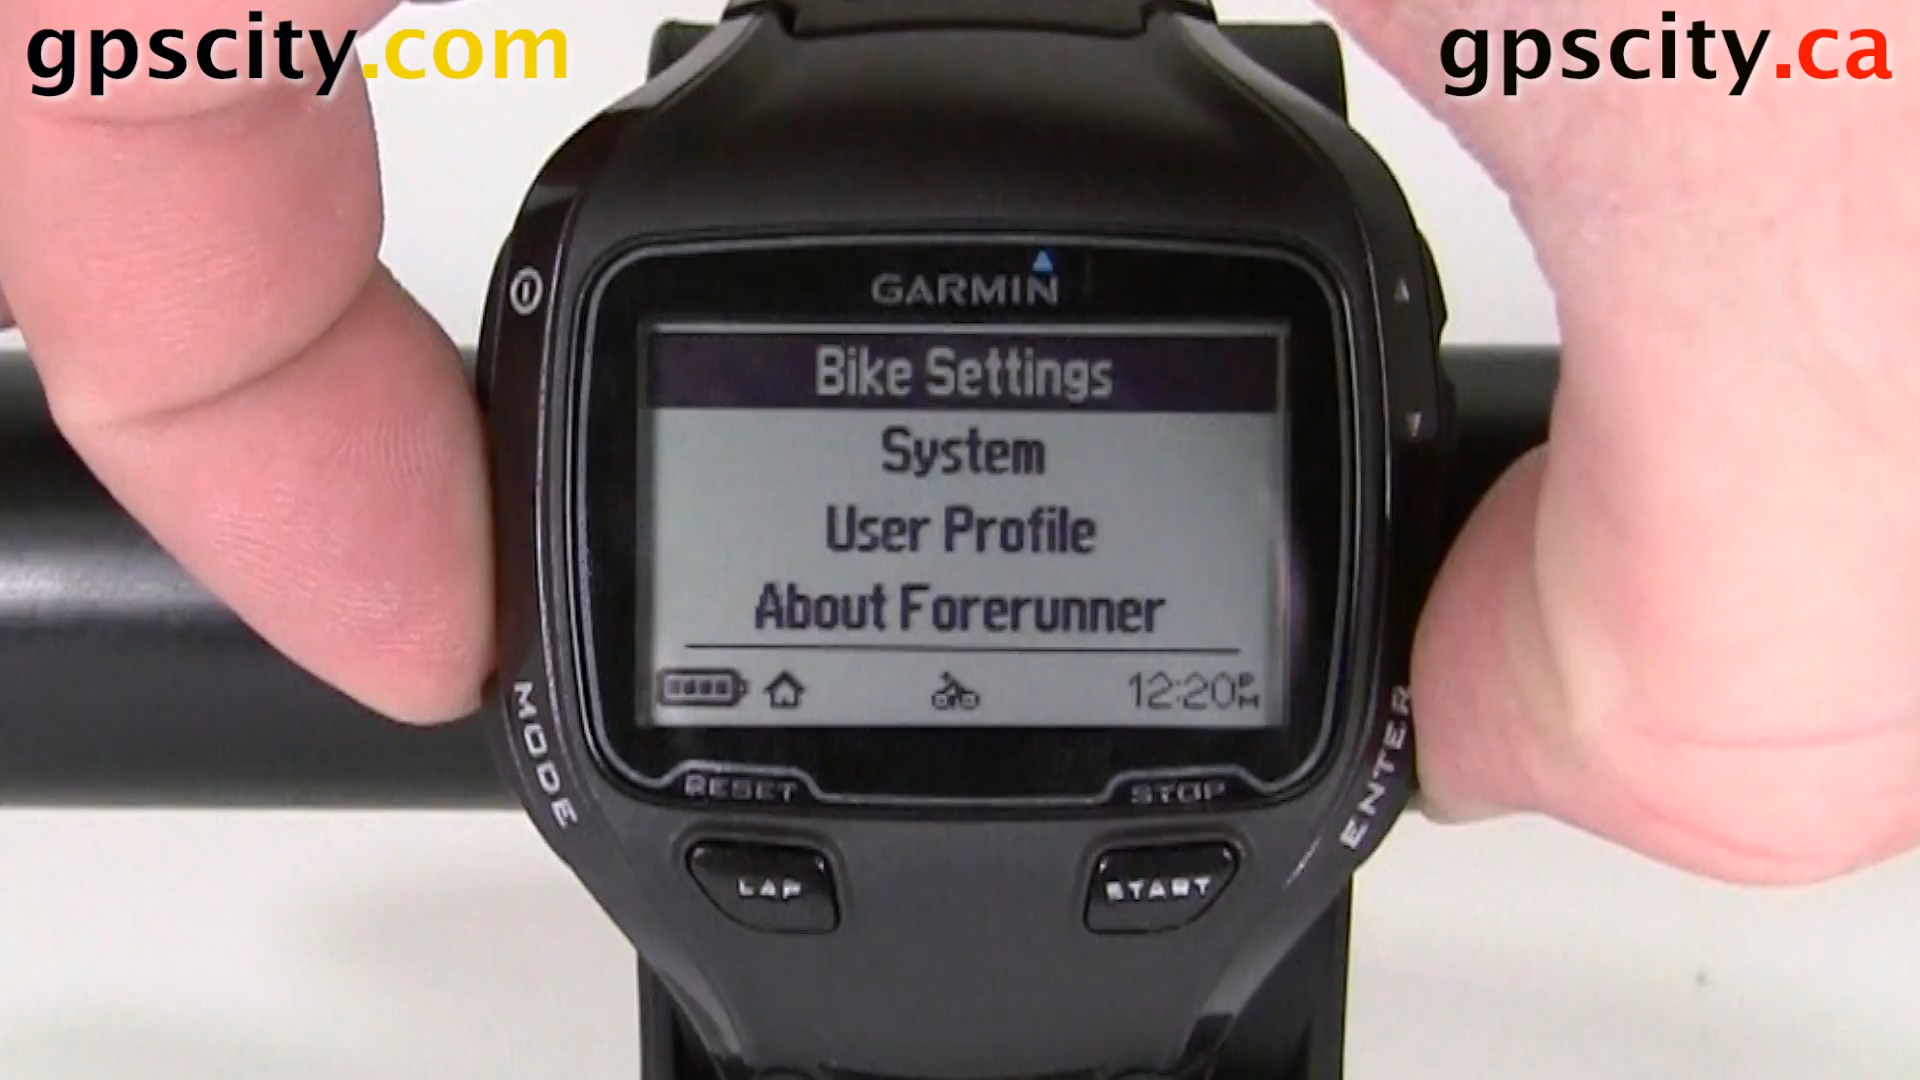 gpscity.com
gpscity.ca
GARMIN
Bike Settings
System
User Profile
About Forerunner
12:20PM
MODE
ENTER
RESET
STOP
LAP
START